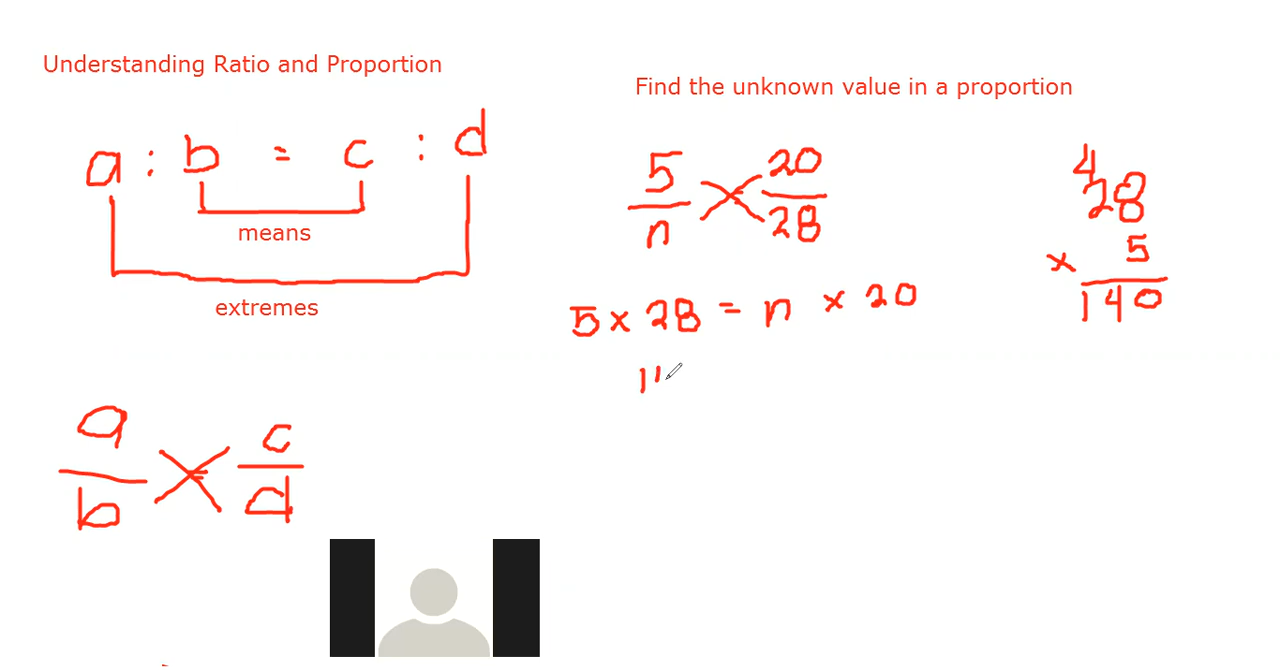 Understanding Ratio and Proportion
a : b = c : d
means
extremes
a c
b d
Find the unknown value in a proportion
5 20
n 28
5 x 28 = n x 20
4
28
x 5
140